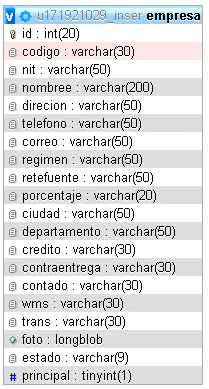 v u171921029_inser empresa
id : int(20)
codigo : varchar(30)
nit : varchar(50)
nombree : varchar(200)
direcion : varchar(50)
telefono : varchar(50)
correo : varchar(50)
regimen : varchar(50)
retefuente : varchar(50)
porcentaje : varchar(20)
ciudad : varchar(50)
departamento : varchar(50)
credito : varchar(30)
contraentrega : varchar(30)
contado : varchar(30)
wms : varchar(30)
trans : varchar(30)
foto : longblob
estado : varchar(9)
# principal : tinyint(1)